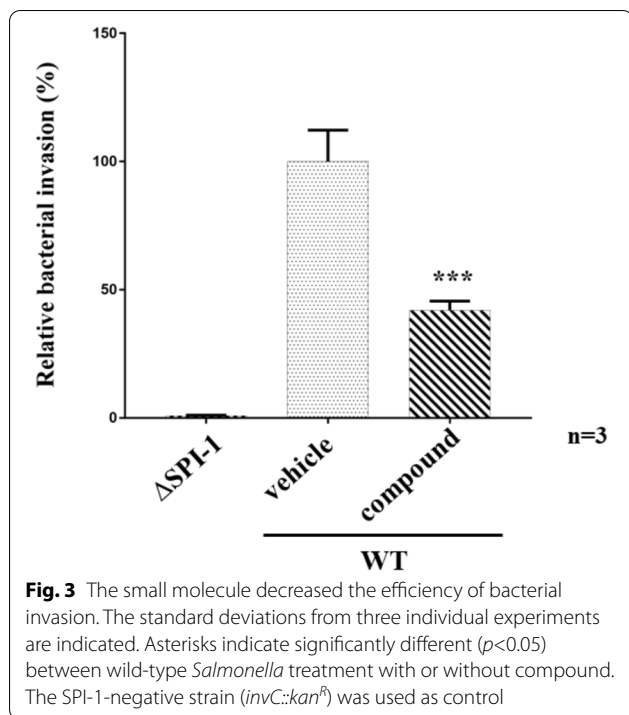 150
100
50
0
Relative bacterial invasion (%)
***
ΔSPI-1
vehicle
compound
WT
n=3
Fig. 3 The small molecule decreased the efficiency of bacterial
invasion. The standard deviations from three individual experiments
are indicated. Asterisks indicate significantly different (p<0.05)
between wild-type Salmonella treatment with or without compound.
The SPI-1-negative strain (invC::kanᴿ) was used as control